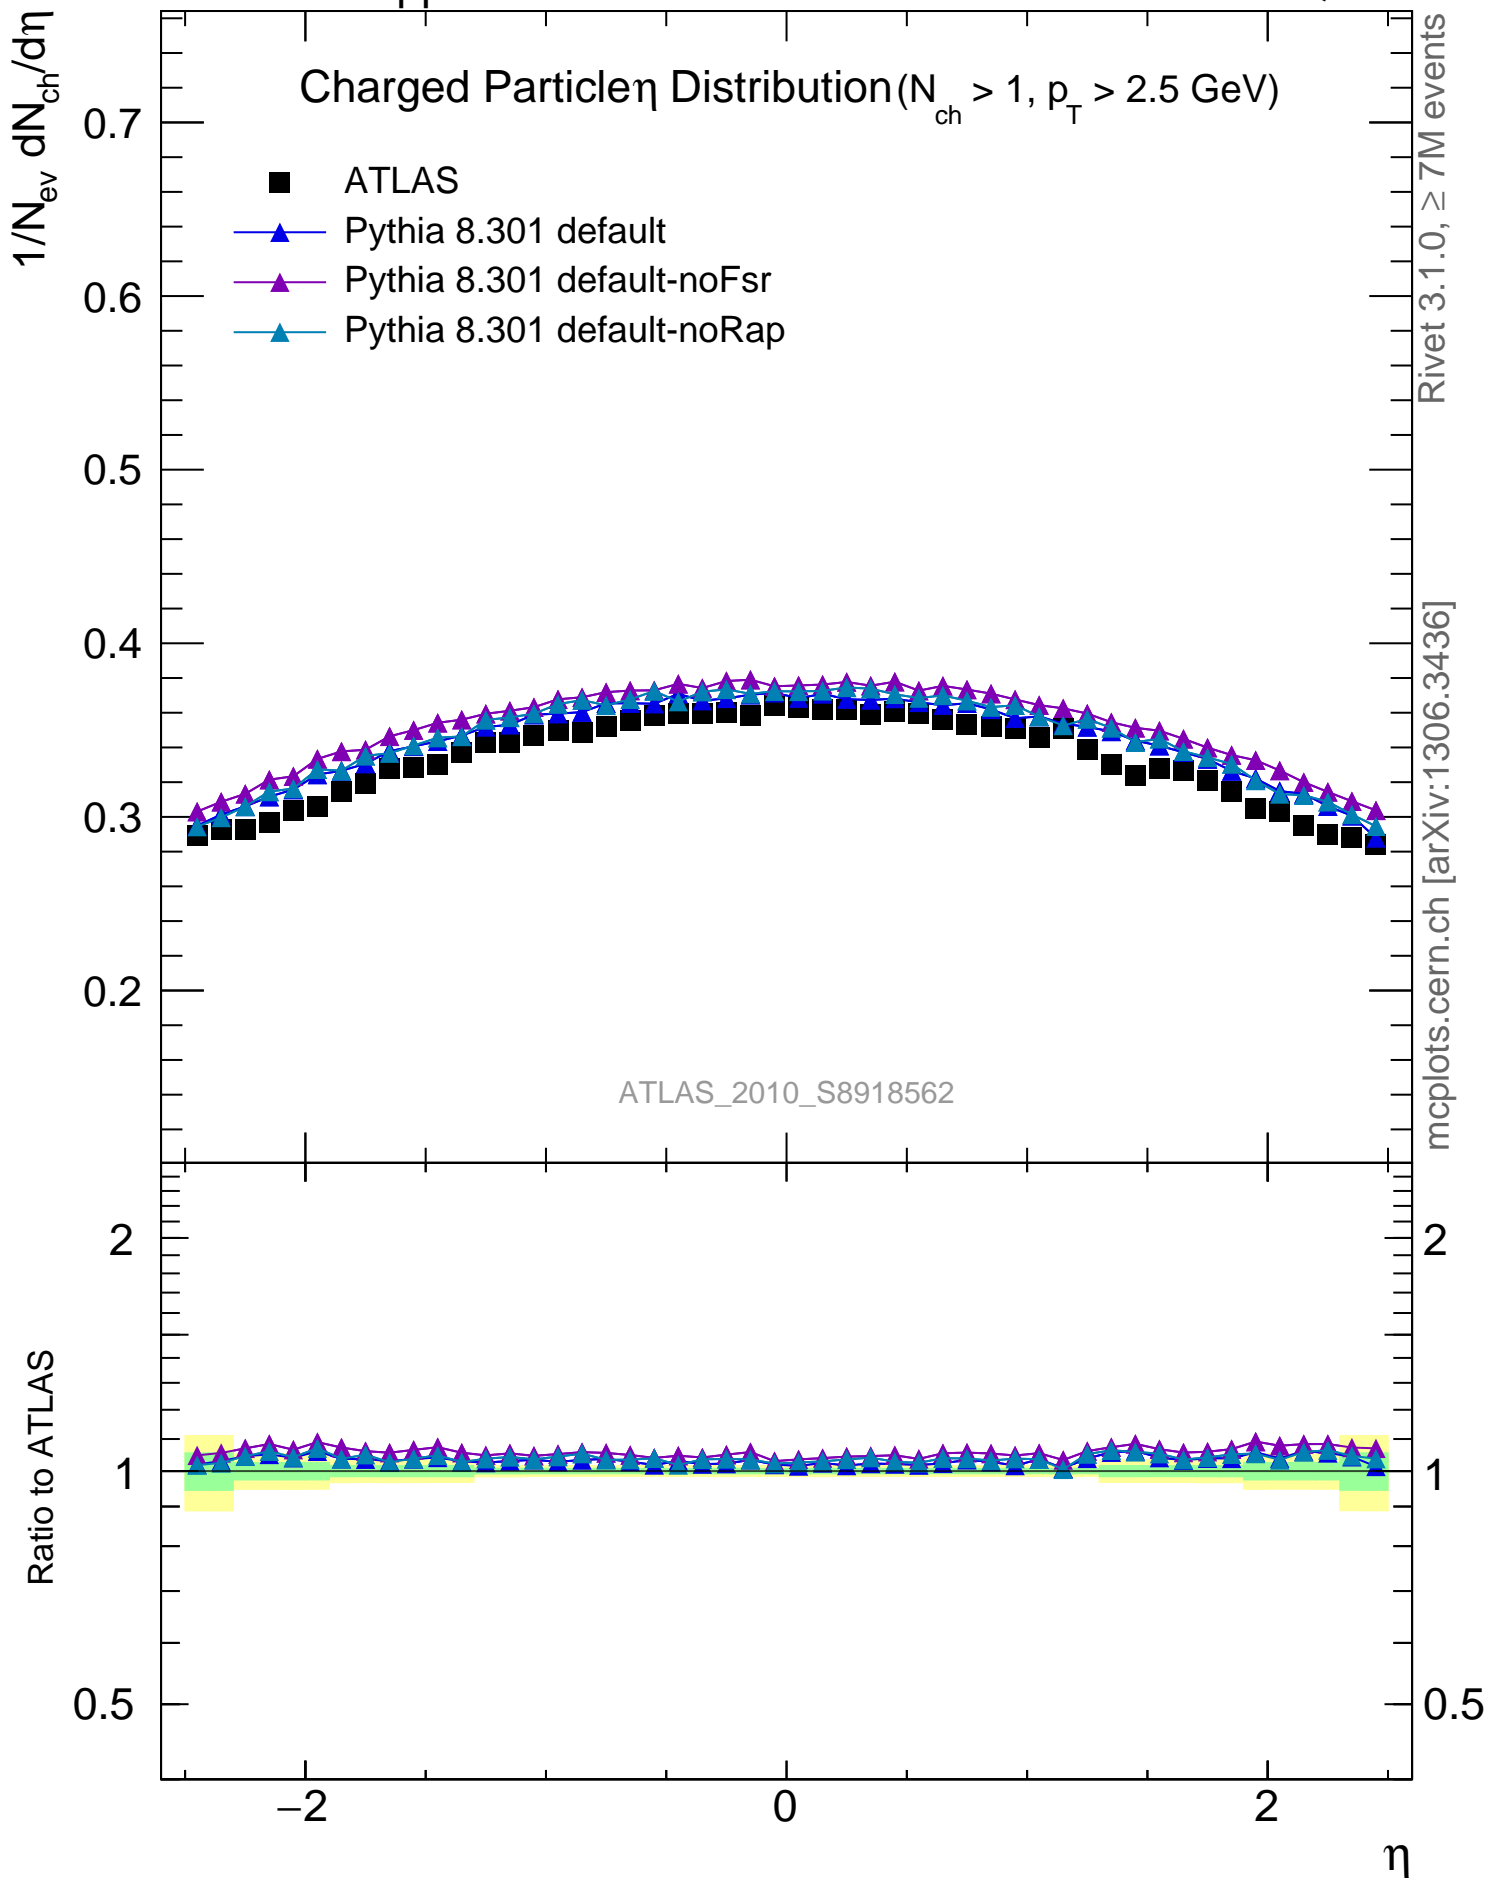 Charged Particleη Distribution (N_ch > 1, p_T > 2.5 GeV)
1/N_ev dN_ch/dη
ATLAS
Pythia 8.301 default
Pythia 8.301 default-noFsr
Pythia 8.301 default-noRap
0.7
0.6
0.5
0.4
0.3
0.2
ATLAS_2010_S8918562
Rivet 3.1.0, ≥ 7M events
mcplots.cern.ch [arXiv:1306.3436]
Ratio to ATLAS
2
1
0.5
2
1
0.5
−2
0
2
η